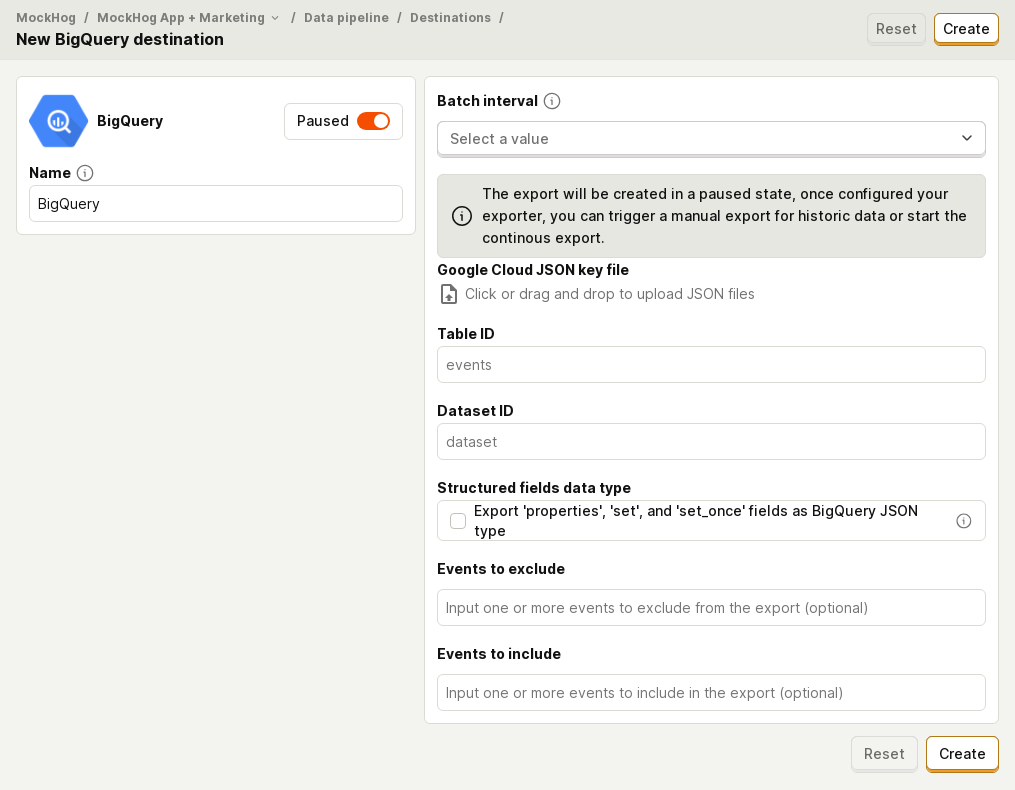 MockHog / MockHog App + Marketing / Data pipeline / Destinations /
New BigQuery destination
Reset
Create
BigQuery
Paused
Name
BigQuery
Batch interval
Select a value
The export will be created in a paused state, once configured your
exporter, you can trigger a manual export for historic data or start the
continous export.
Google Cloud JSON key file
Click or drag and drop to upload JSON files
Table ID
events
Dataset ID
dataset
Structured fields data type
Export 'properties', 'set', and 'set_once' fields as BigQuery JSON
type
Events to exclude
Input one or more events to exclude from the export (optional)
Events to include
Input one or more events to include in the export (optional)
Reset
Create